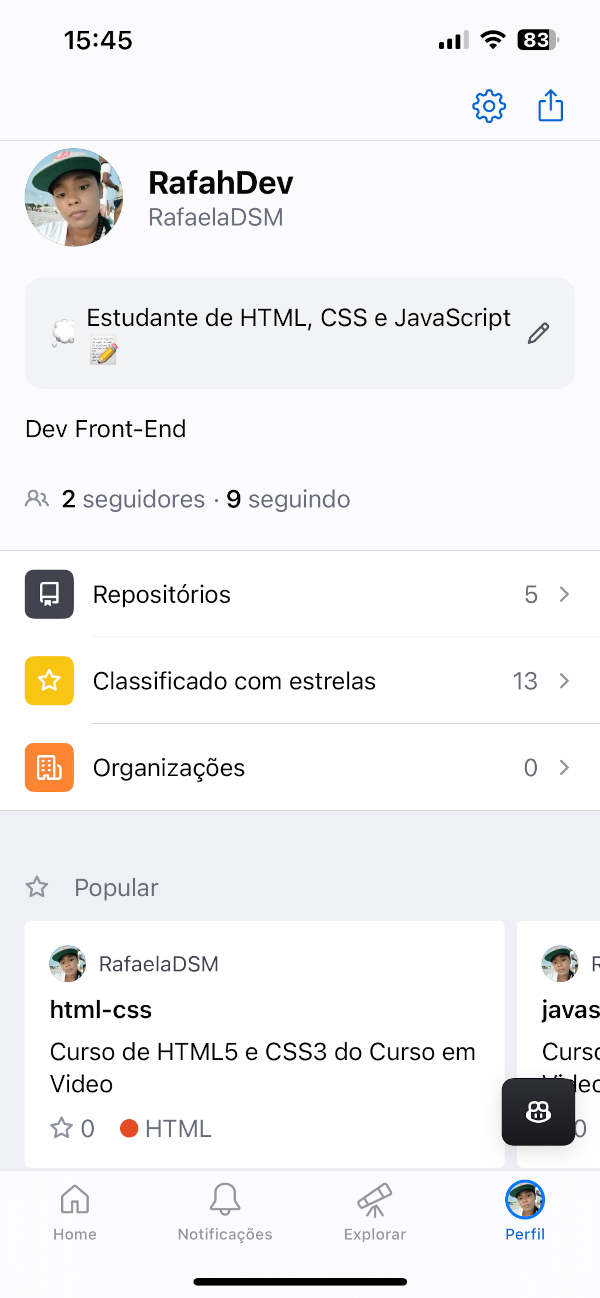 15:45
83
RafahDev
RafaelaDSM
Estudante de HTML, CSS e JavaScript
Dev Front-End
2 seguidores · 9 seguindo
Repositórios 5
Classificado com estrelas 13
Organizações 0
Popular
RafaelaDSM
html-css
Curso de HTML5 e CSS3 do Curso em
Video
0 HTML
R
javas
Curso
Video
0
Home
Notificações
Explorar
Perfil